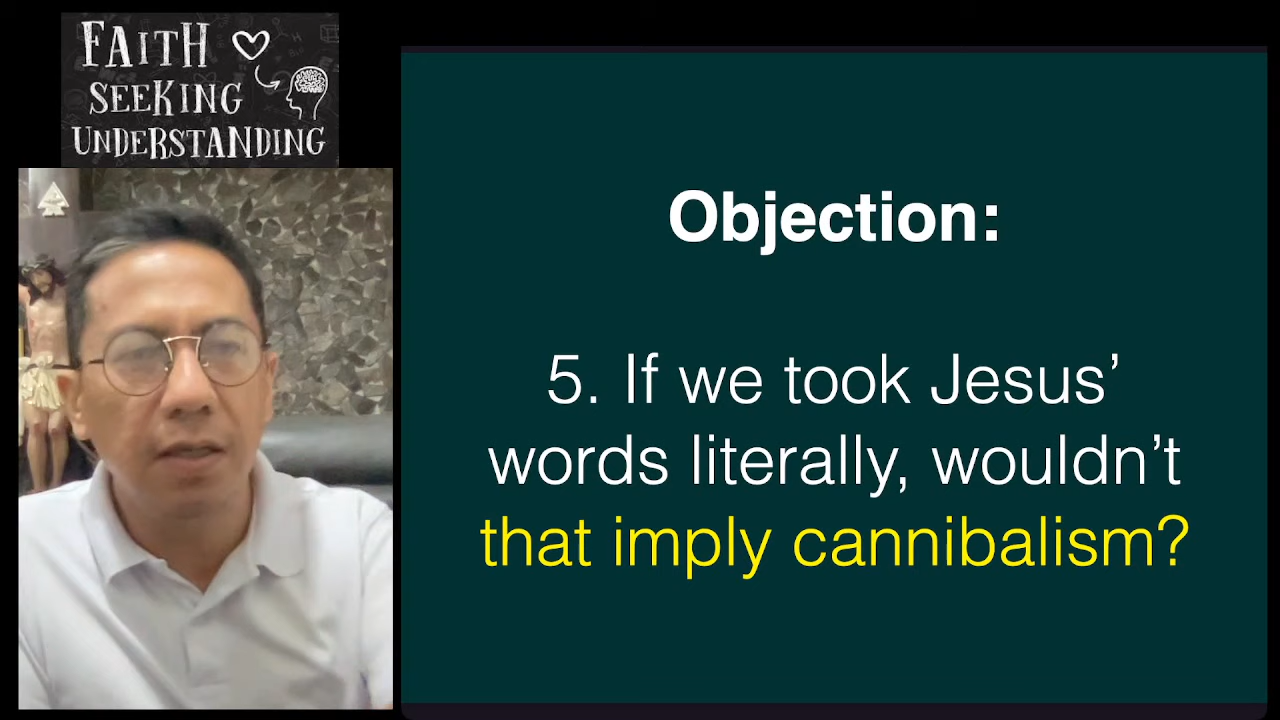 FAITH
SEEKING
UNDERSTANDING
Objection:
5. If we took Jesus’
words literally, wouldn’t
that imply cannibalism?